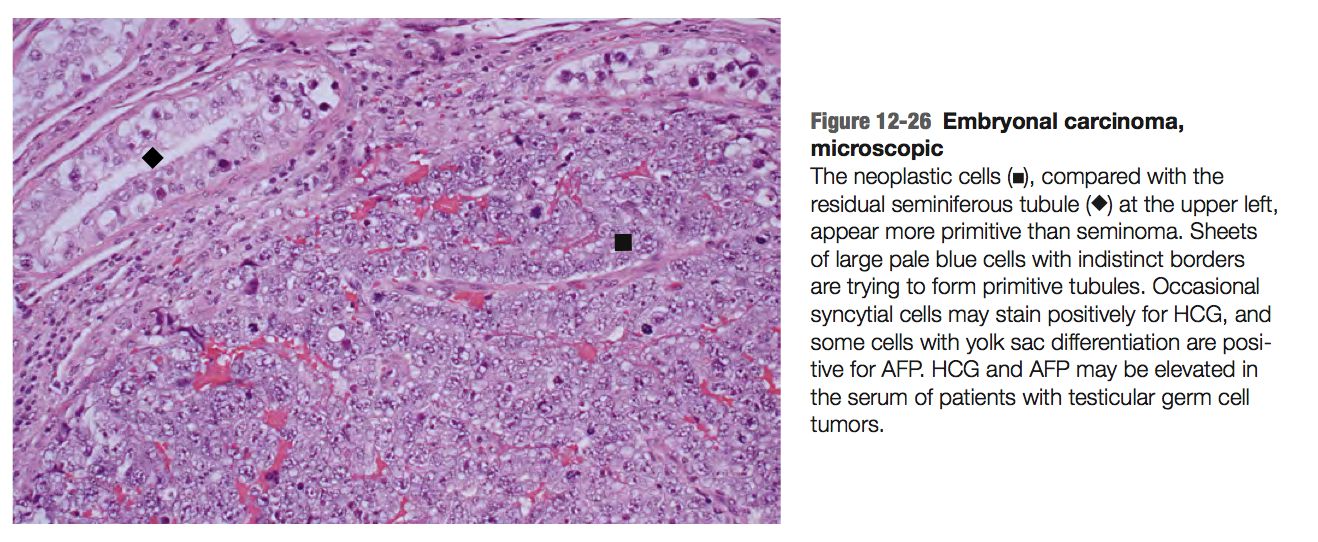 Figure 12-26 Embryonal carcinoma,
microscopic
The neoplastic cells (■), compared with the
residual seminiferous tubule (◆) at the upper left,
appear more primitive than seminoma. Sheets
of large pale blue cells with indistinct borders
are trying to form primitive tubules. Occasional
syncytial cells may stain positively for HCG, and
some cells with yolk sac differentiation are posi-
tive for AFP. HCG and AFP may be elevated in
the serum of patients with testicular germ cell
tumors.